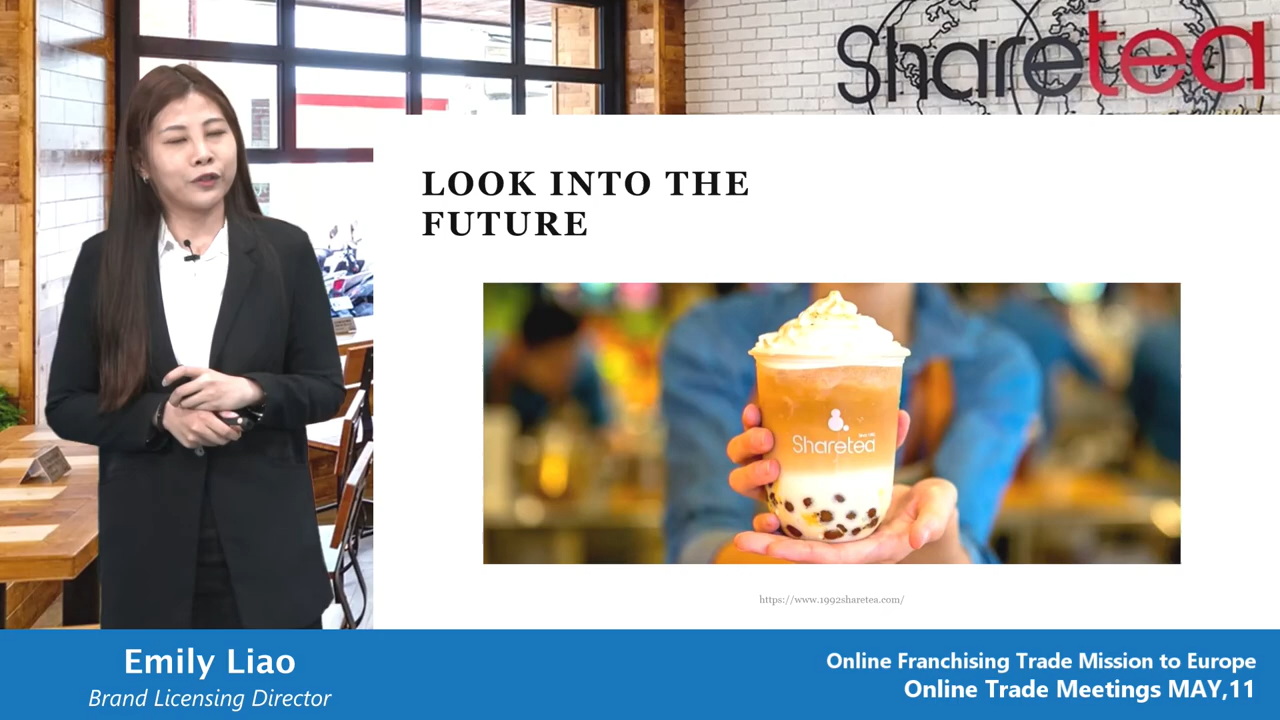 Sharetea
LOOK INTO THE
FUTURE
Sharetea
https://www.1992sharetea.com/
Emily Liao
Brand Licensing Director
Online Franchising Trade Mission to Europe
Online Trade Meetings MAY,11